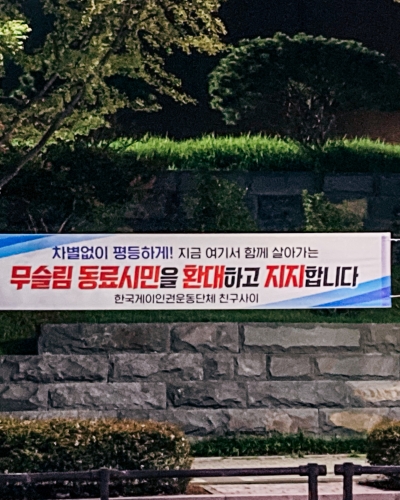 차별없이 평등하게! 지금 여기서 함께 살아가는
무슬림 동료시민을 환대하고 지지합니다
한국게이인권운동단체 친구사이